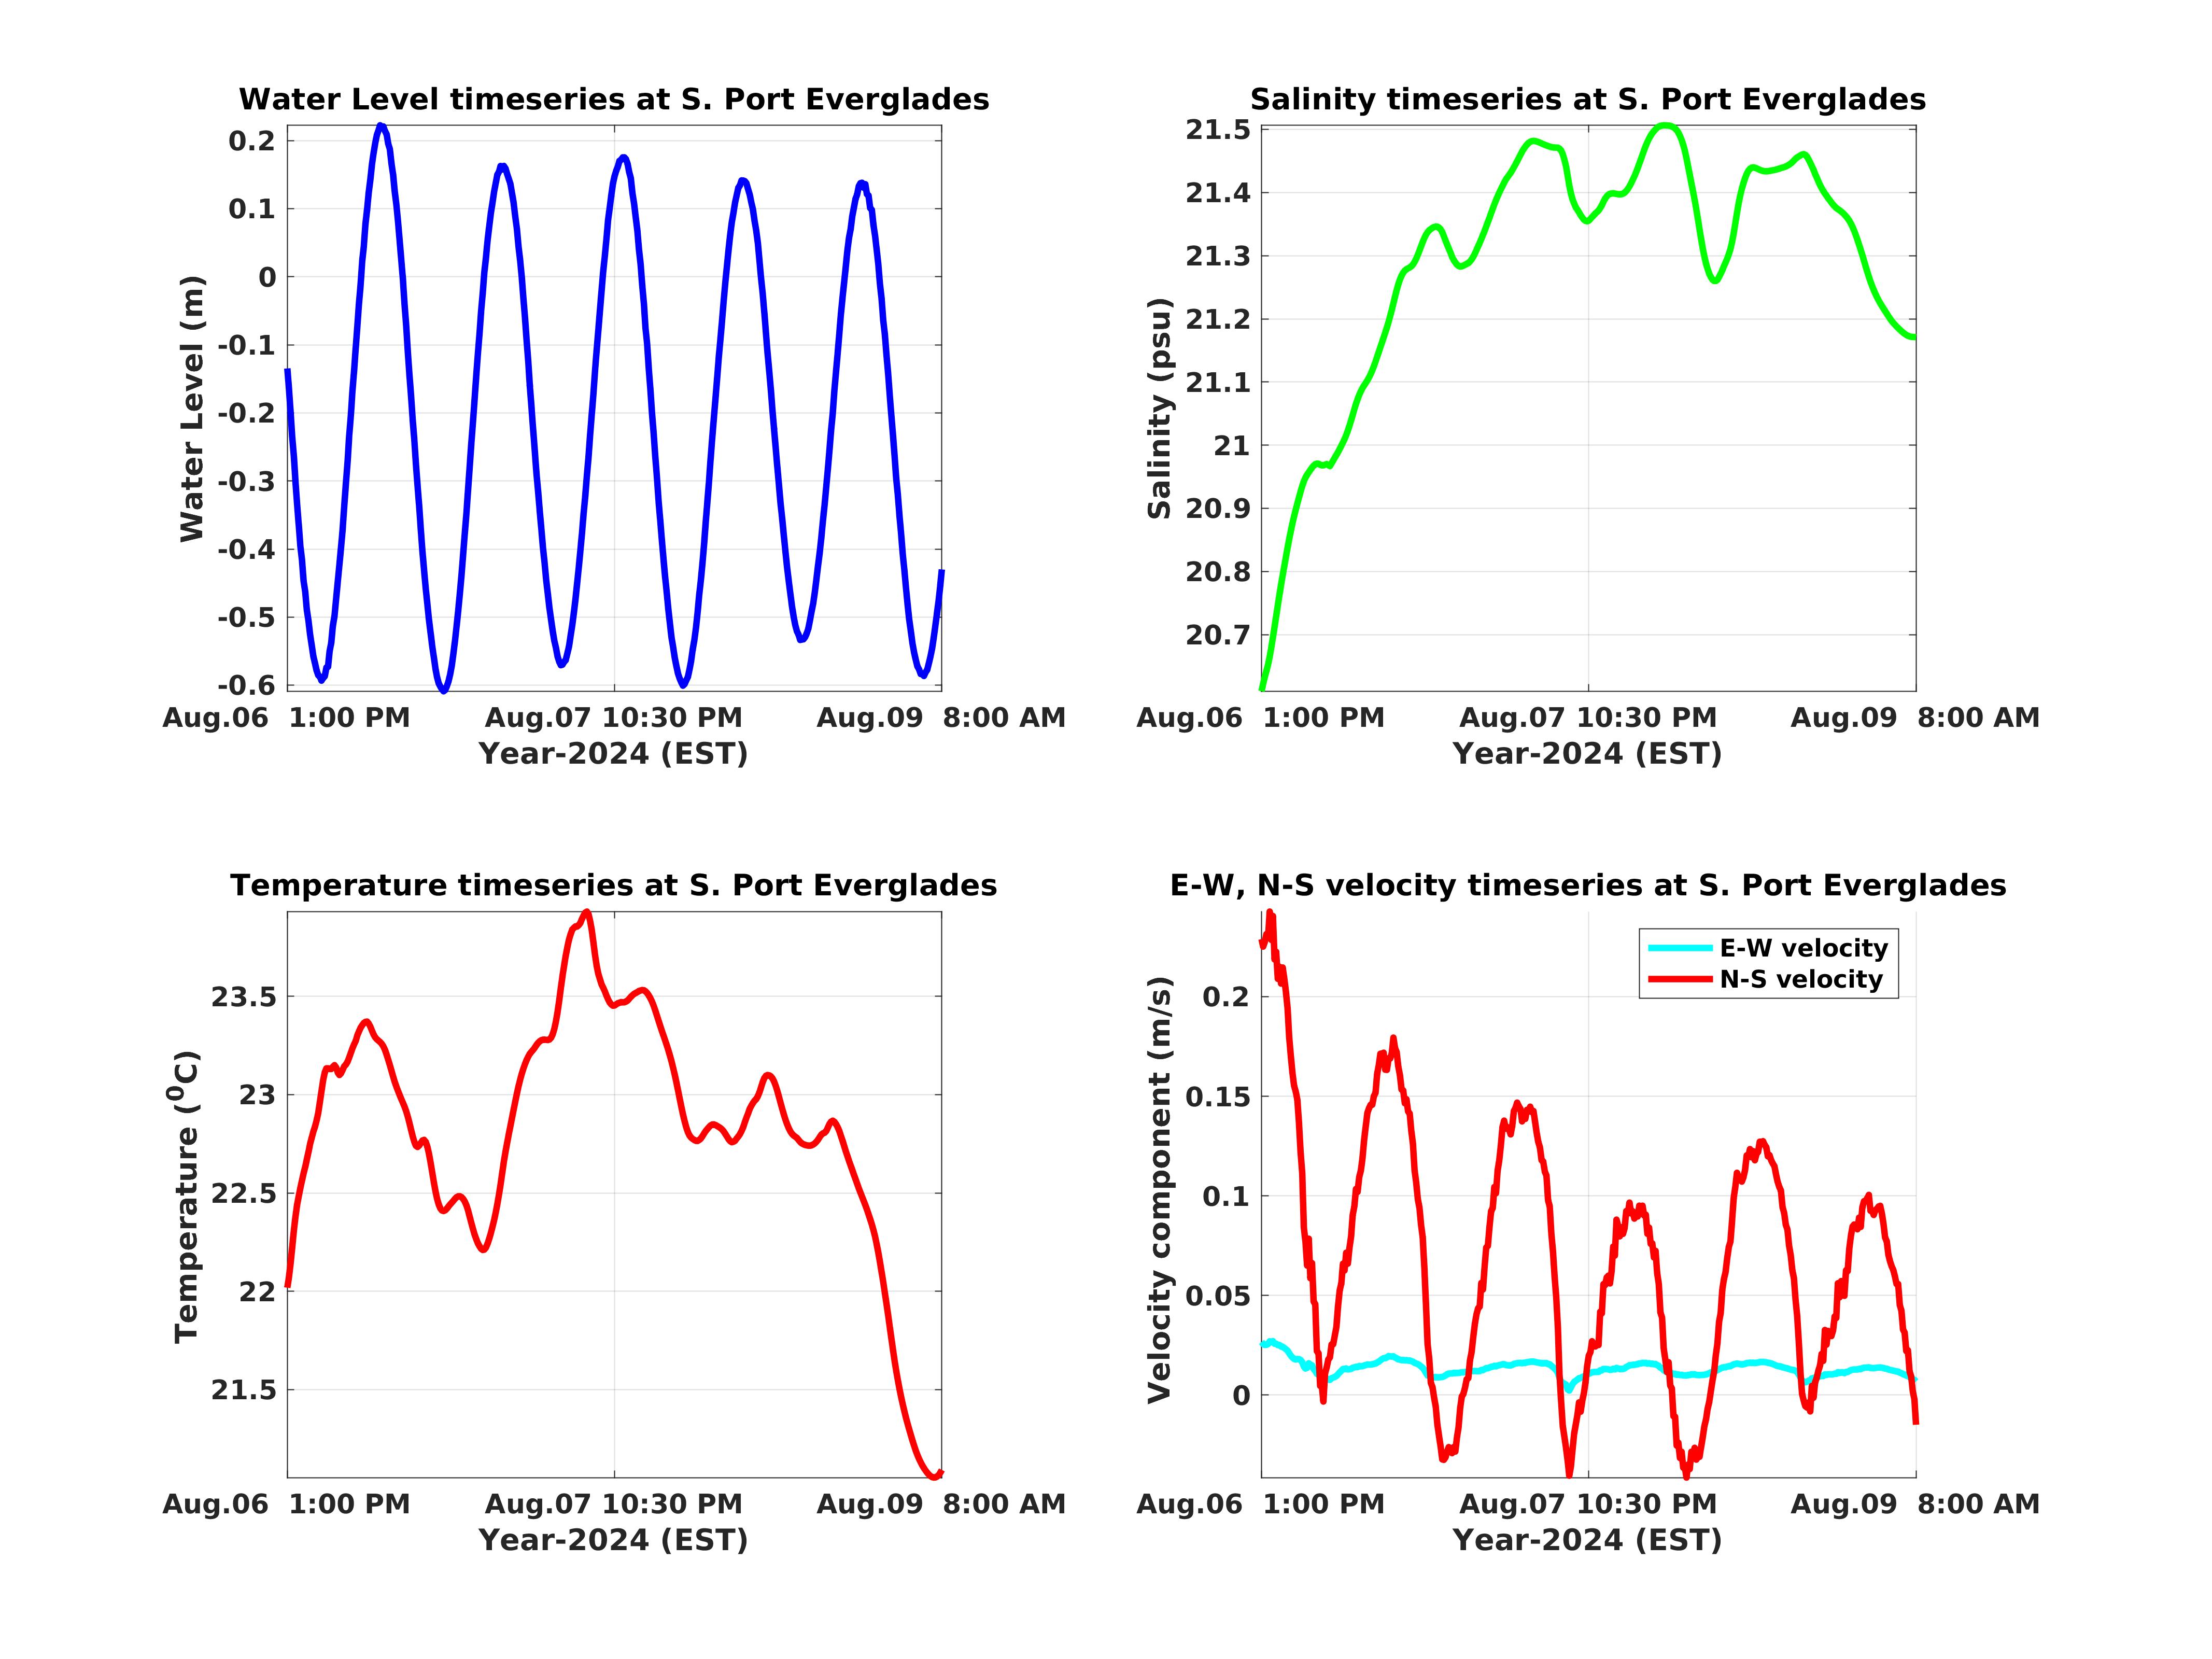 Water Level timeseries at S. Port Everglades
Water Level (m)
0.2
0.1
0
-0.1
-0.2
-0.3
-0.4
-0.5
-0.6
Aug.06 1:00 PM
Aug.07 10:30 PM
Aug.09 8:00 AM
Year-2024 (EST)
Salinity timeseries at S. Port Everglades
Salinity (psu)
21.5
21.4
21.3
21.2
21.1
21
20.9
20.8
20.7
Aug.06 1:00 PM
Aug.07 10:30 PM
Aug.09 8:00 AM
Year-2024 (EST)
Temperature timeseries at S. Port Everglades
Temperature (⁰C)
23.5
23
22.5
22
21.5
Aug.06 1:00 PM
Aug.07 10:30 PM
Aug.09 8:00 AM
Year-2024 (EST)
E-W, N-S velocity timeseries at S. Port Everglades
Velocity component (m/s)
0.2
0.15
0.1
0.05
0
E-W velocity
N-S velocity
Aug.06 1:00 PM
Aug.07 10:30 PM
Aug.09 8:00 AM
Year-2024 (EST)